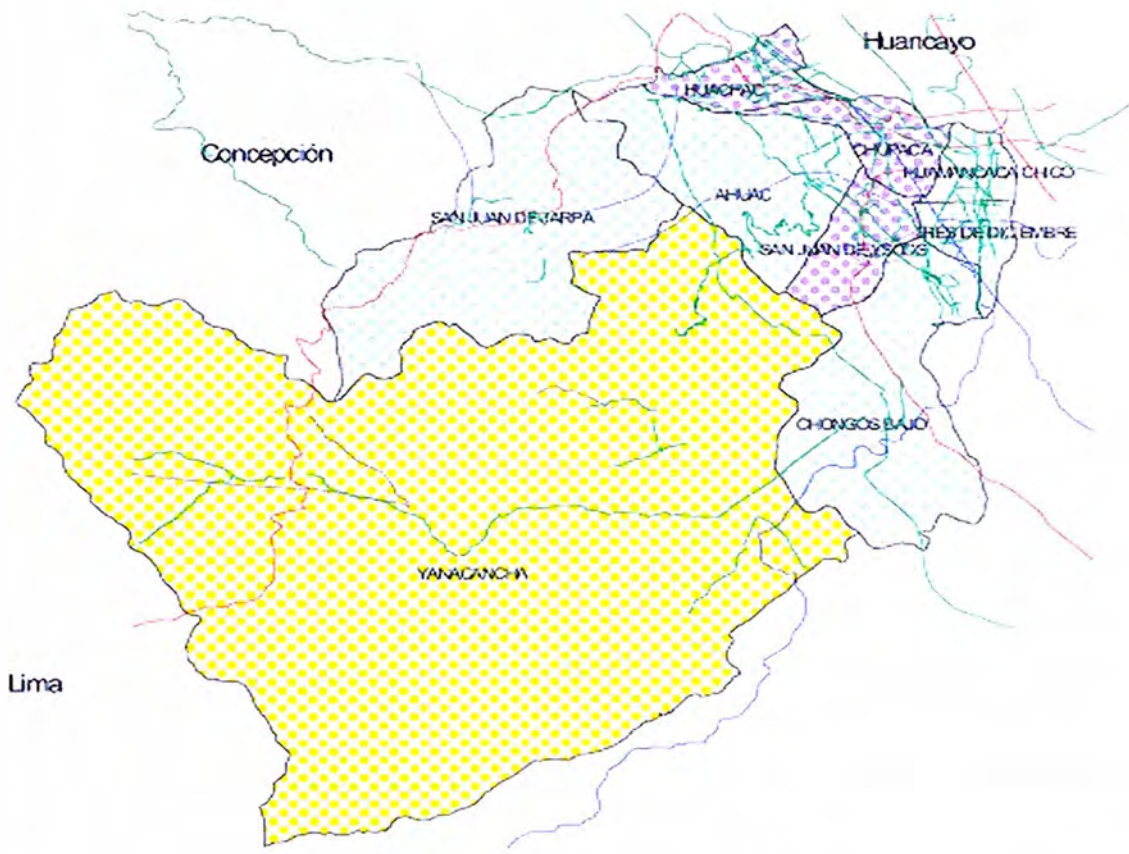 Huancayo
HUACHAC
Concepción
CHUPACA
HUAMANCACA CHICO
AHUAC
SAN JUAN DE JARPA
TRES DE DICIEMBRE
SAN JUAN DE YSCOS
CHONGOS BAJO
YANACANCHA
Lima